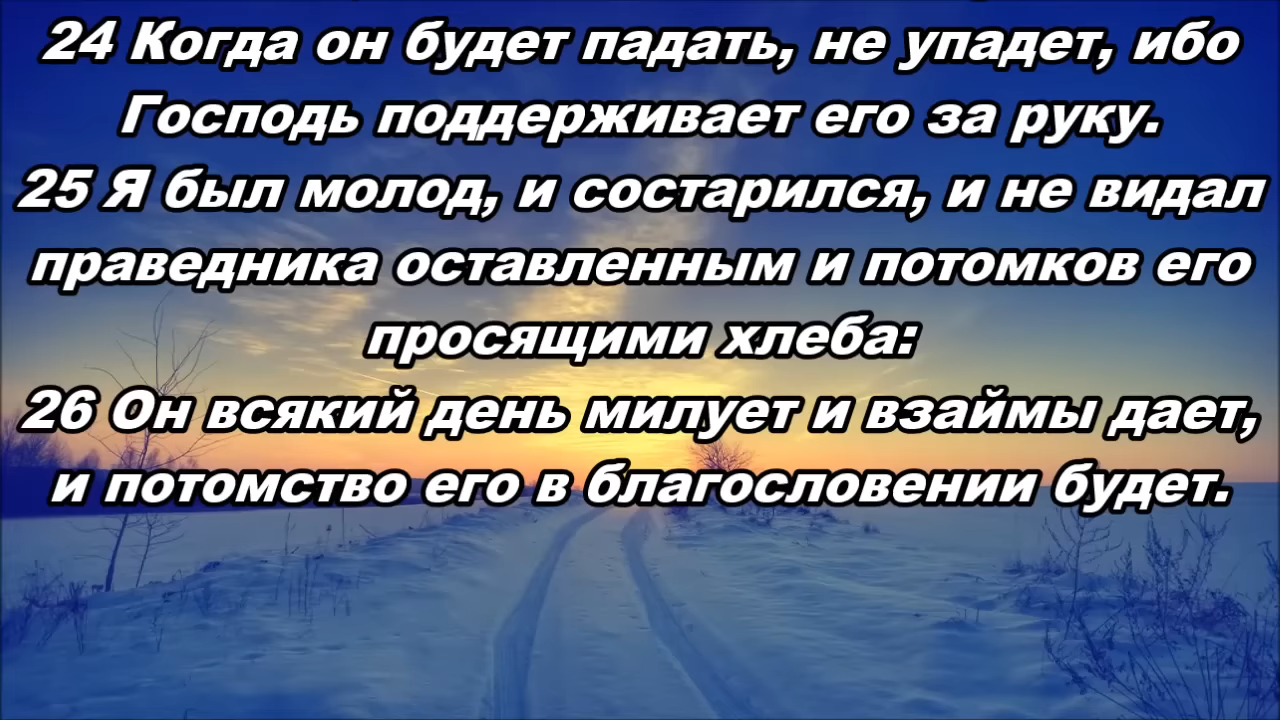 24 Когда он будет падать, не упадет, ибо
Господь поддерживает его за руку.
25 Я был молод, и состарился, и не видал
праведника оставленным и потомков его
просящими хлеба:
26 Он всякий день милует и взаймы дает,
и потомство его в благословении будет.